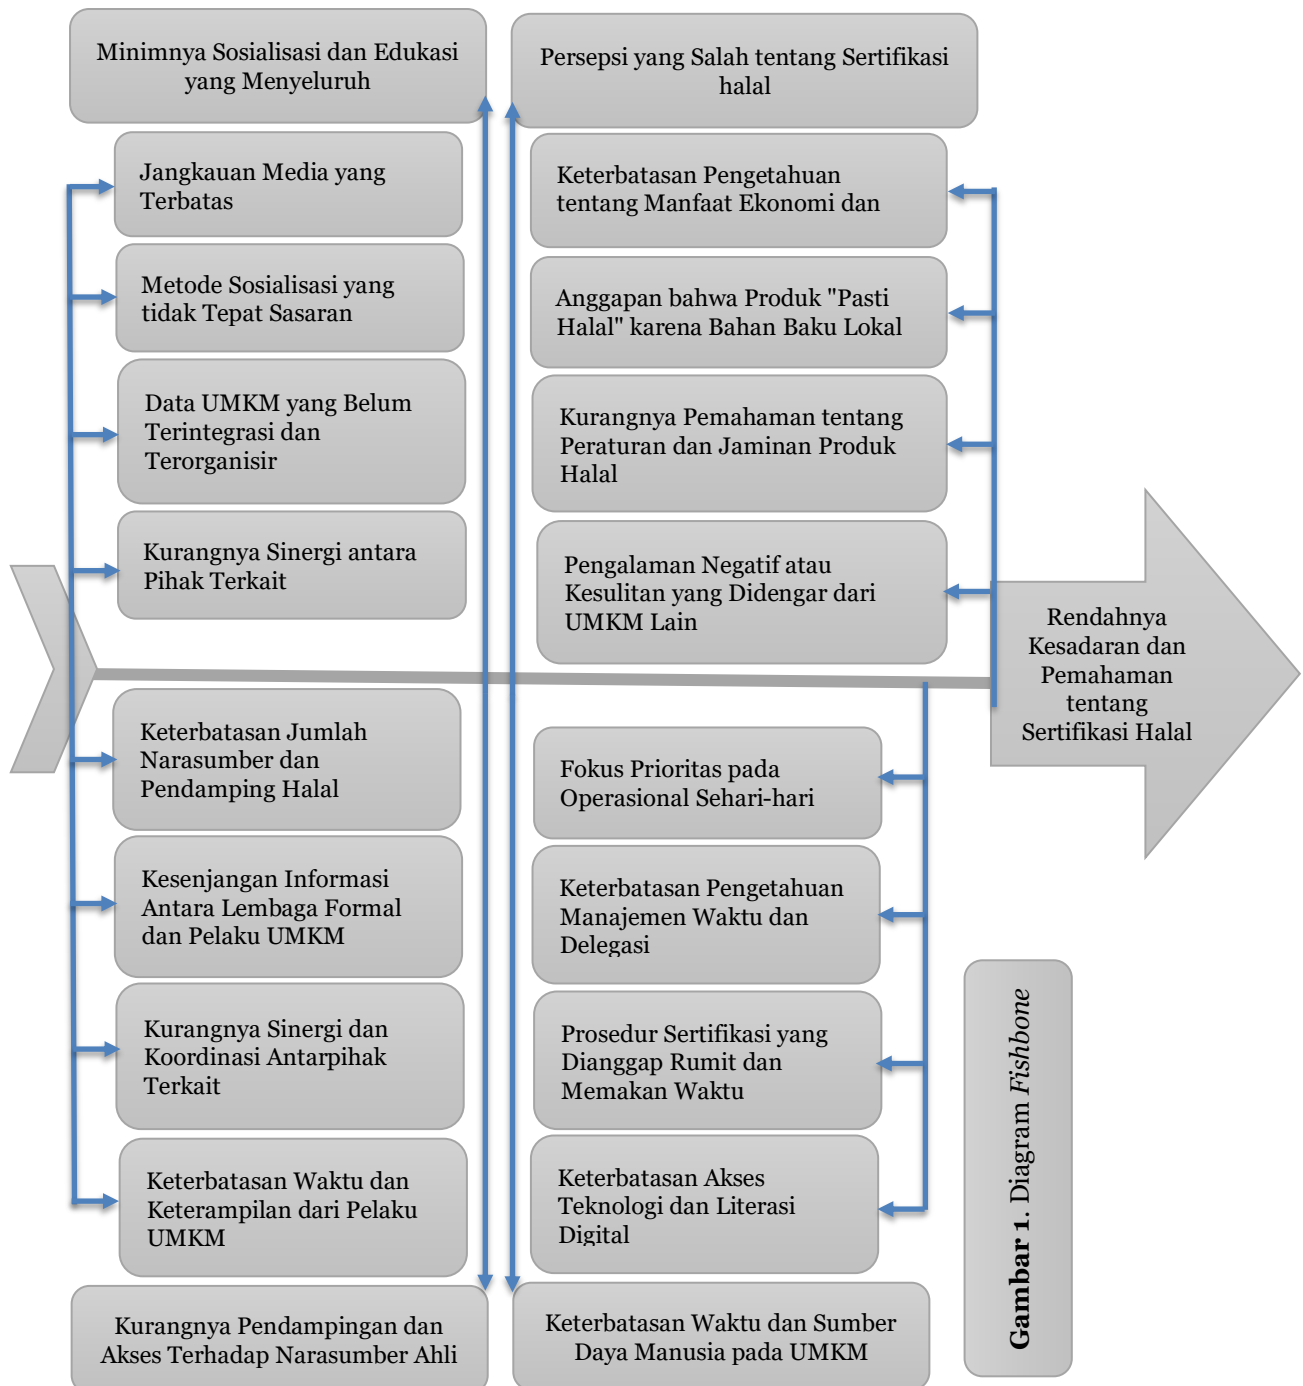 Minimnya Sosialisasi dan Edukasi
yang Menyeluruh
Jangkauan Media yang
Terbatas
Metode Sosialisasi yang
tidak Tepat Sasaran
Data UMKM yang Belum
Terintegrasi dan
Terorganisir
Kurangnya Sinergi antara
Pihak Terkait
Persepsi yang Salah tentang Sertifikasi
halal
Keterbatasan Pengetahuan
tentang Manfaat Ekonomi dan
Anggapan bahwa Produk "Pasti
Halal" karena Bahan Baku Lokal
Kurangnya Pemahaman tentang
Peraturan dan Jaminan Produk
Halal
Pengalaman Negatif atau
Kesulitan yang Didengar dari
UMKM Lain
Rendahnya
Kesadaran dan
Pemahaman
tentang
Sertifikasi Halal
Keterbatasan Jumlah
Narasumber dan
Pendamping Halal
Kesenjangan Informasi
Antara Lembaga Formal
dan Pelaku UMKM
Kurangnya Sinergi dan
Koordinasi Antarpihak
Terkait
Keterbatasan Waktu dan
Keterampilan dari Pelaku
UMKM
Kurangnya Pendampingan dan
Akses Terhadap Narasumber Ahli
Fokus Prioritas pada
Operasional Sehari-hari
Keterbatasan Pengetahuan
Manajemen Waktu dan
Delegasi
Prosedur Sertifikasi yang
Dianggap Rumit dan
Memakan Waktu
Keterbatasan Akses
Teknologi dan Literasi
Digital
Keterbatasan Waktu dan Sumber
Daya Manusia pada UMKM
Gambar 1. Diagram Fishbone